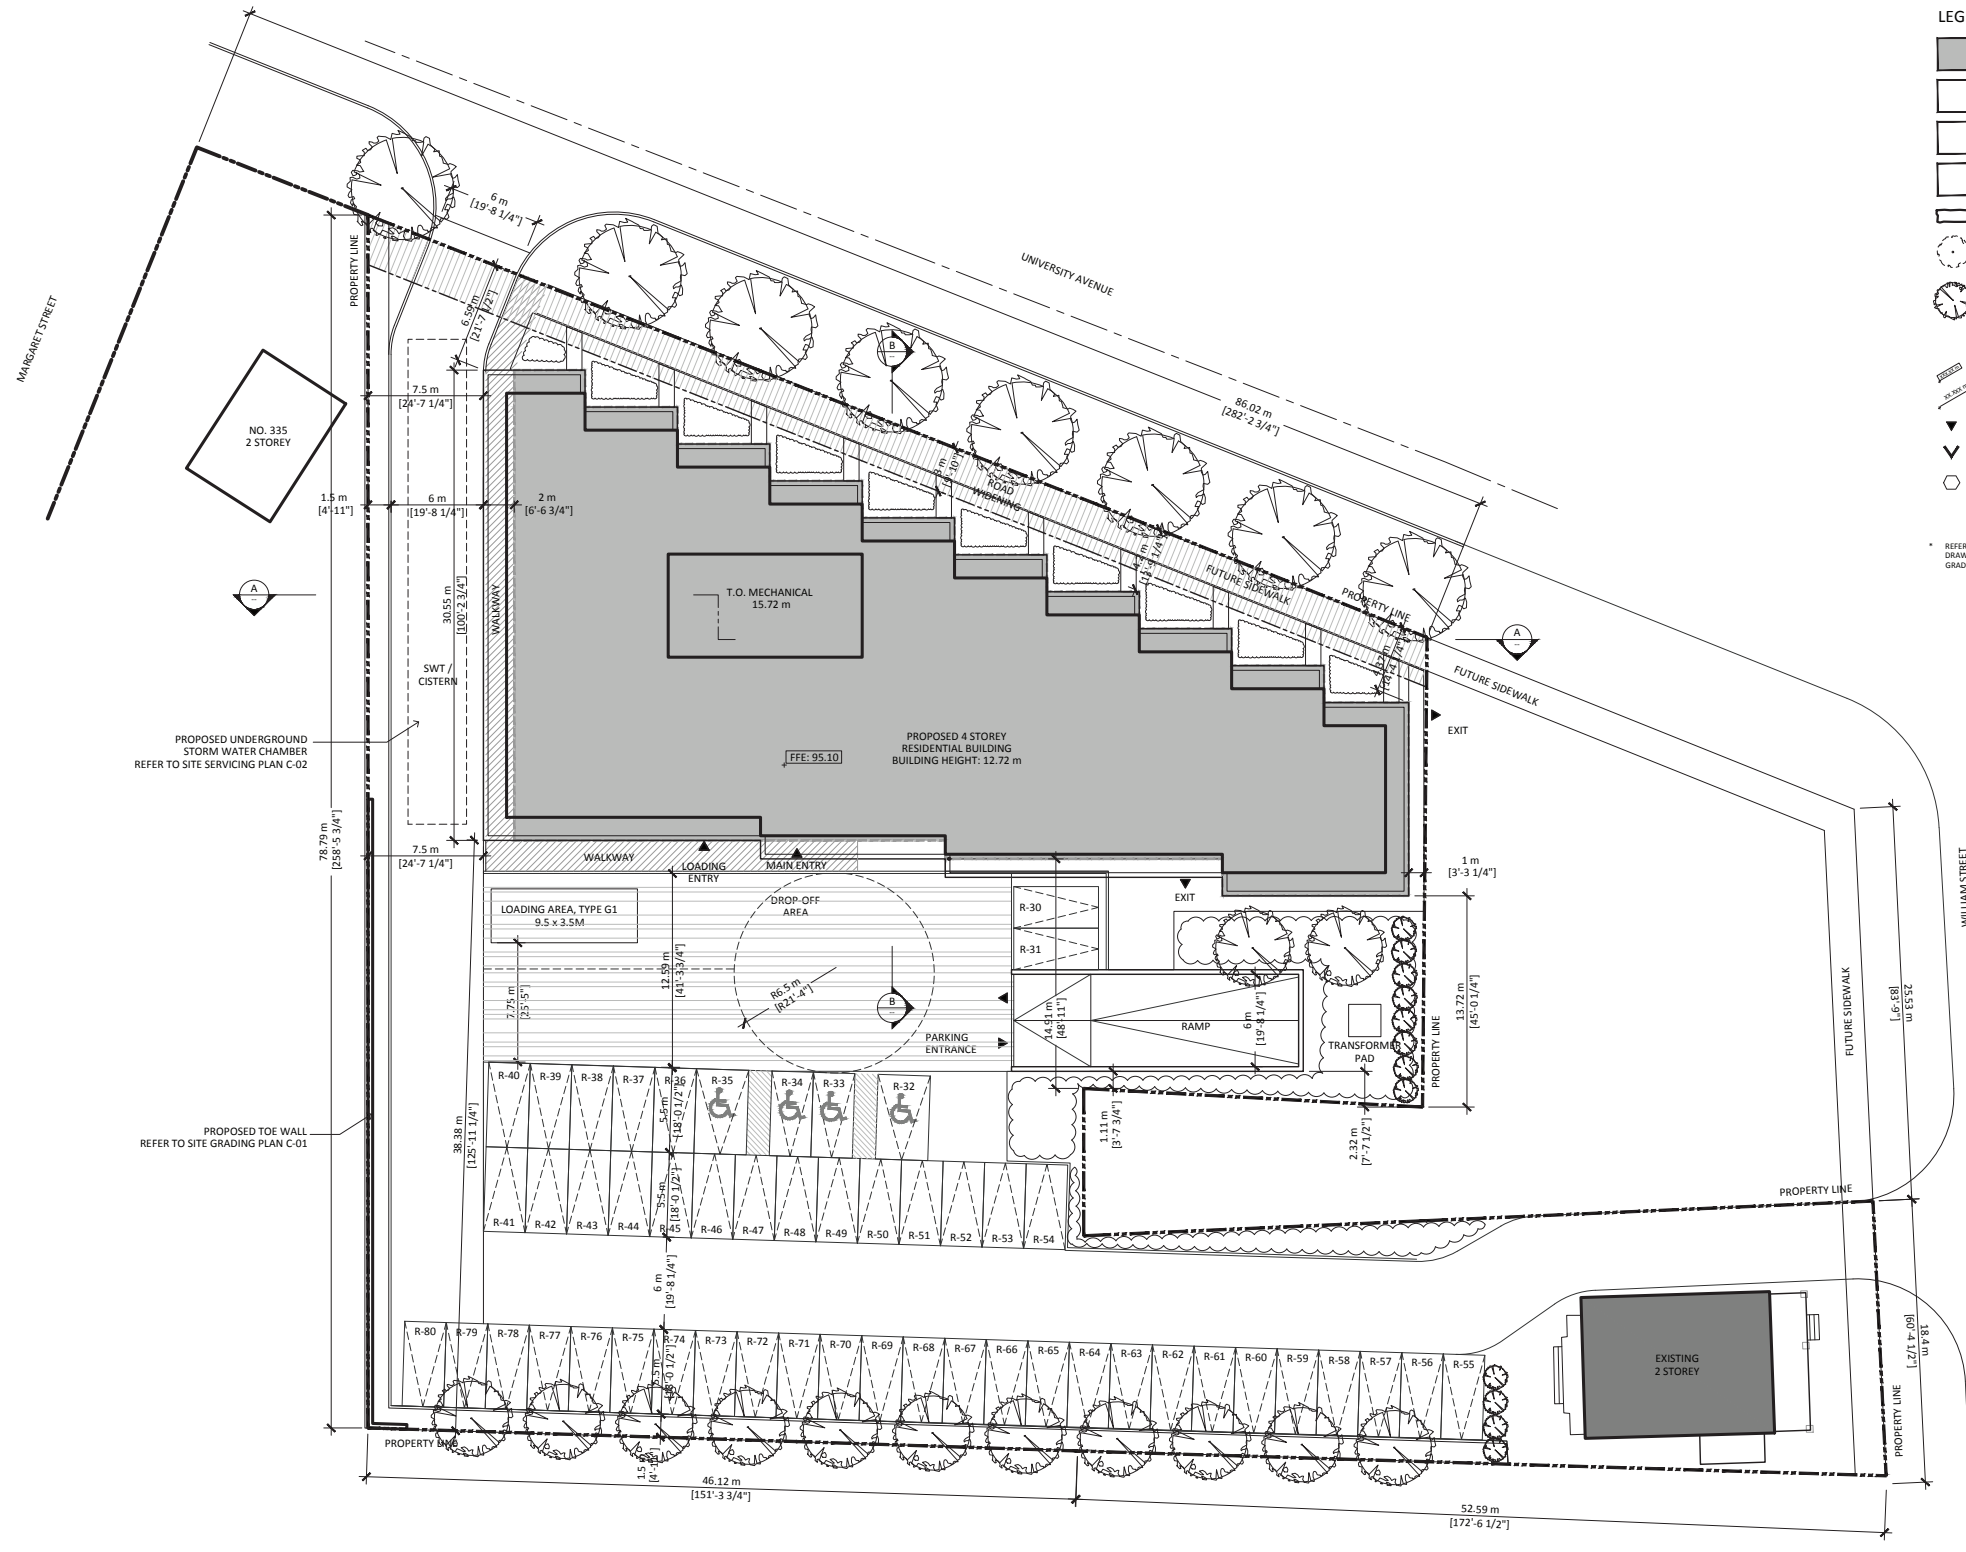 LEG
MARGARET STREET
UNIVERSITY AVENUE
6 m
[19'-8 1/4"]
PROPERTY LINE
6.59 m
[21'-7 1/2"]
7.5 m
[24'-7 1/4"]
86.02 m
[282'-2 3/4"]
B
--
NO. 335
2 STOREY
1.5 m
[4'-11"]
6 m
[19'-8 1/4"]
2 m
[6'-6 3/4"]
ROAD
WIDENING
FUTURE SIDEWALK
PROPERTY LINE
FUTURE SIDEWALK
A
--
A
--
30.55 m
[100'-2 3/4"]
WALKWAY
T.O. MECHANICAL
15.72 m
SWT /
CISTERN
PROPOSED UNDERGROUND
STORM WATER CHAMBER
REFER TO SITE SERVICING PLAN C-02
FFE: 95.10
PROPOSED 4 STOREY
RESIDENTIAL BUILDING
BUILDING HEIGHT: 12.72 m
EXIT
78.79 m
[258'-5 3/4"]
7.5 m
[24'-7 1/4"]
WALKWAY
LOADING
ENTRY
MAIN ENTRY
1 m
[3'-3 1/4"]
EXIT
LOADING AREA, TYPE G1
9.5 x 3.5M
DROP-OFF
AREA
R-30
R-31
7.75 m
[25'-5"]
12.59 m
[41'-3 3/4"]
R6.5 m
[R21'-4"]
B
--
PARKING
ENTRANCE
14.91 m
[48'-11"]
RAMP
6 m
[19'-8 1/4"]
TRANSFORMER
PAD
13.72 m
[45'-0 1/4"]
PROPERTY LINE
FUTURE SIDEWALK
25.53 m
[83'-9"]
WILLIAM STREET
R-40
R-39
R-38
R-37
R-36
R-35
R-34
R-33
R-32
5.5 m
[18'-0 1/2"]
1.11 m
[3'-7 3/4"]
2.32 m
[7'-7 1/2"]
PROPOSED TOE WALL
REFER TO SITE GRADING PLAN C-01
38.38 m
[125'-11 1/4"]
5.5 m
[18'-0 1/2"]
R-41
R-42
R-43
R-44
R-45
R-46
R-47
R-48
R-49
R-50
R-51
R-52
R-53
R-54
PROPERTY LINE
6 m
[19'-8 1/4"]
R-80
R-79
R-78
R-77
R-76
R-75
R-74
R-73
R-72
R-71
R-70
R-69
R-68
R-67
R-66
R-65
R-64
R-63
R-62
R-61
R-60
R-59
R-58
R-57
R-56
R-55
5.5 m
[18'-0 1/2"]
EXISTING
2 STOREY
18.4 m
[60'-4 1/2"]
PROPERTY LINE
PROPERTY LINE
46.12 m
[151'-3 3/4"]
52.59 m
[172'-6 1/2"]
* REFER
DRAW
GRAD